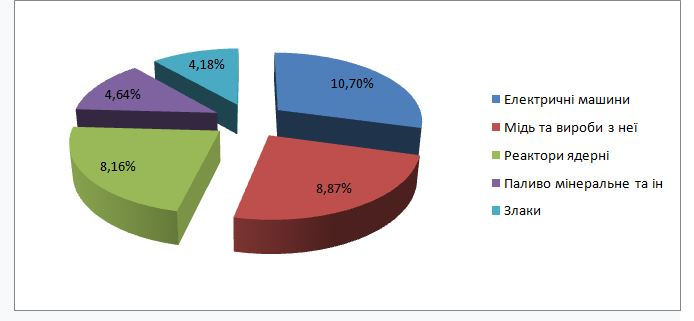 4,18%
10,70%
4,64%
8,16%
8,87%
Електричні машини
Мідь та вироби з неї
Реактори ядерні
Паливо мінеральне та ін
Злаки